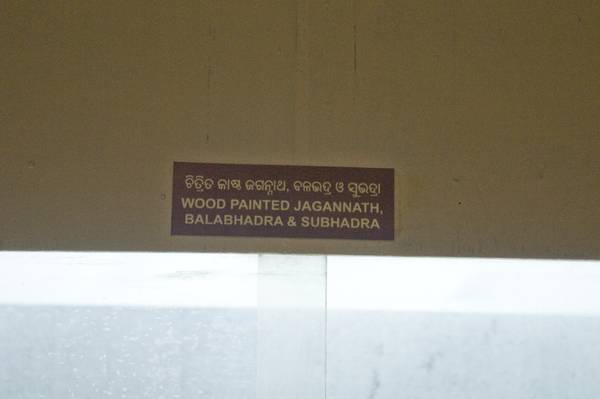 ଚିତ୍ରିତ କାଷ୍ଠ ଜଗନ୍ନାଥ, ବଳଭଦ୍ର ଓ ସୁଭଦ୍ରା
WOOD PAINTED JAGANNATH,
BALABHADRA & SUBHADRA